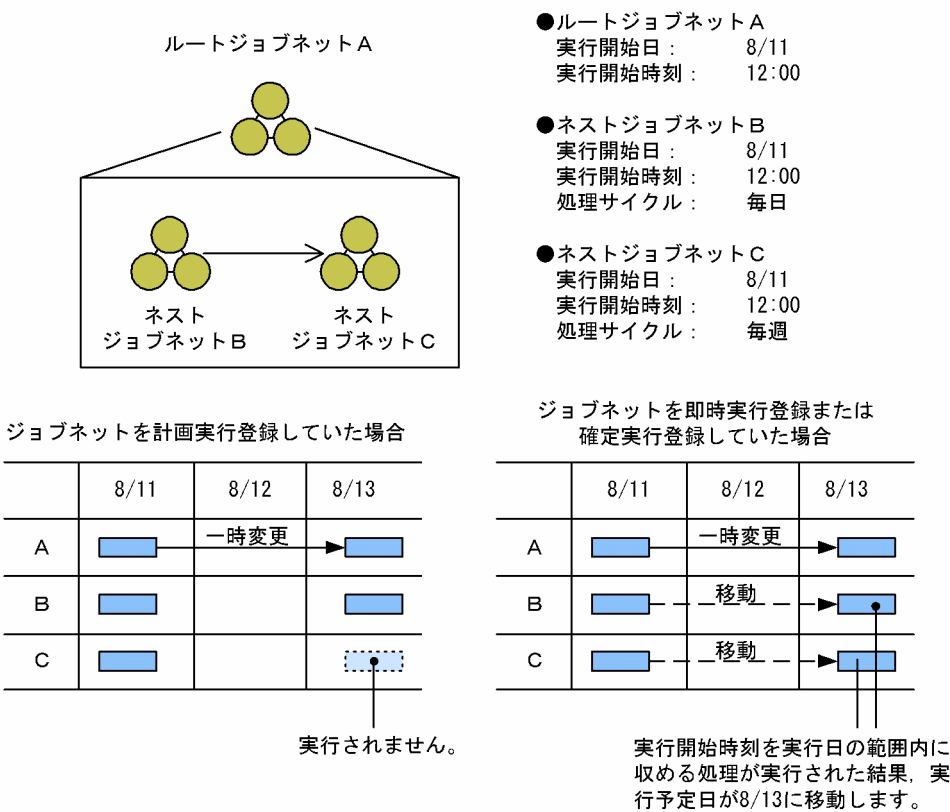 ルートジョブネットA
ネスト
ジョブネットB
ネスト
ジョブネットC
●ルートジョブネットA
実行開始日: 8/11
実行開始時刻: 12:00
●ネストジョブネットB
実行開始日: 8/11
実行開始時刻: 12:00
処理サイクル: 毎日
●ネストジョブネットC
実行開始日: 8/11
実行開始時刻: 12:00
処理サイクル: 毎週
ジョブネットを計画実行登録していた場合
8/11 8/12 8/13
A 一時変更
B
C
実行されません。
ジョブネットを即時実行登録または
確定実行登録していた場合
8/11 8/12 8/13
A 一時変更
B 移動
C 移動
実行開始時刻を実行日の範囲内に
収める処理が実行された結果,実
行予定日が8/13に移動します。